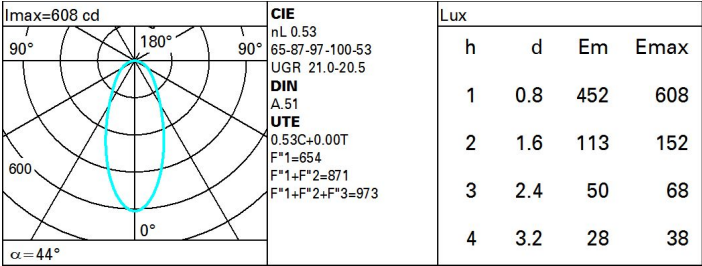 Imax=608 cd
90°
180°
90°
600
0°
α=44°
CIE
nL 0.53
65-87-97-100-53
UGR 21.0-20.5
DIN
A.51
UTE
0.53C+0.00T
F"1=654
F"1+F"2=871
F"1+F"2+F"3=973
Lux
h d Em Emax
1 0.8 452 608
2 1.6 113 152
3 2.4 50 68
4 3.2 28 38